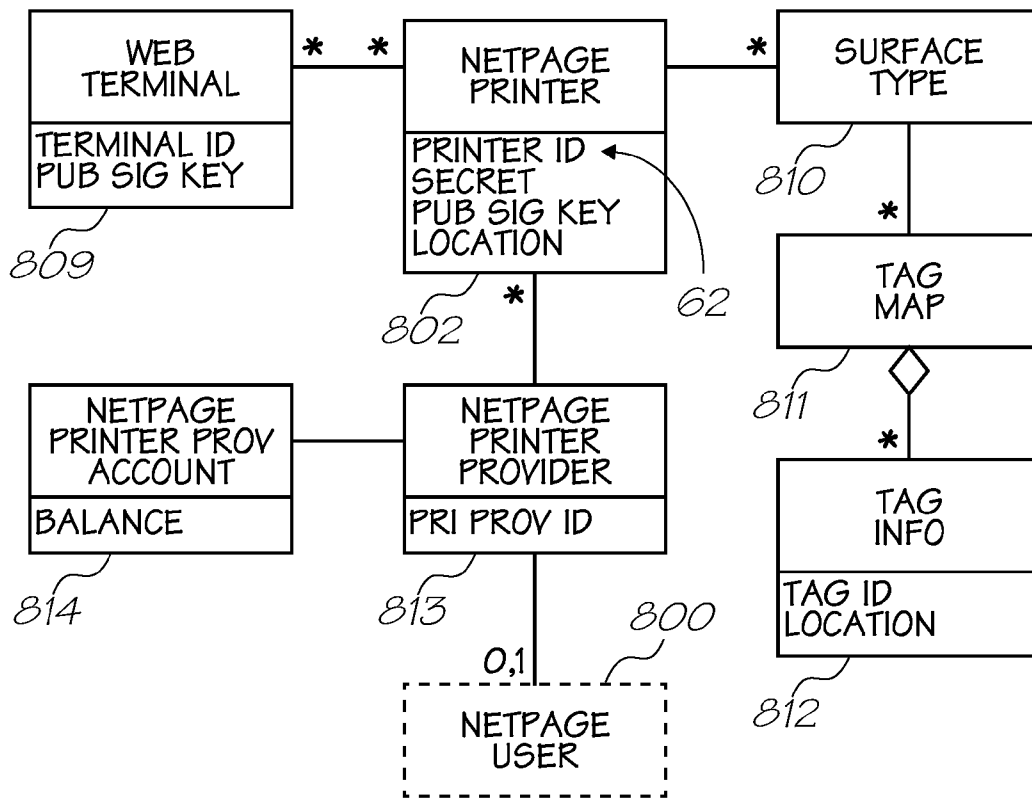 WEB
TERMINAL
TERMINAL ID
PUB SIG KEY
809
* *
NETPAGE
PRINTER
PRINTER ID
SECRET
PUB SIG KEY
LOCATION
802
62
*
*
SURFACE
TYPE
810
*
TAG
MAP
811
*
TAG
INFO
TAG ID
LOCATION
812
NETPAGE
PRINTER PROV
ACCOUNT
BALANCE
814
NETPAGE
PRINTER
PROVIDER
PRI PROV ID
813
800
0,1
NETPAGE
USER